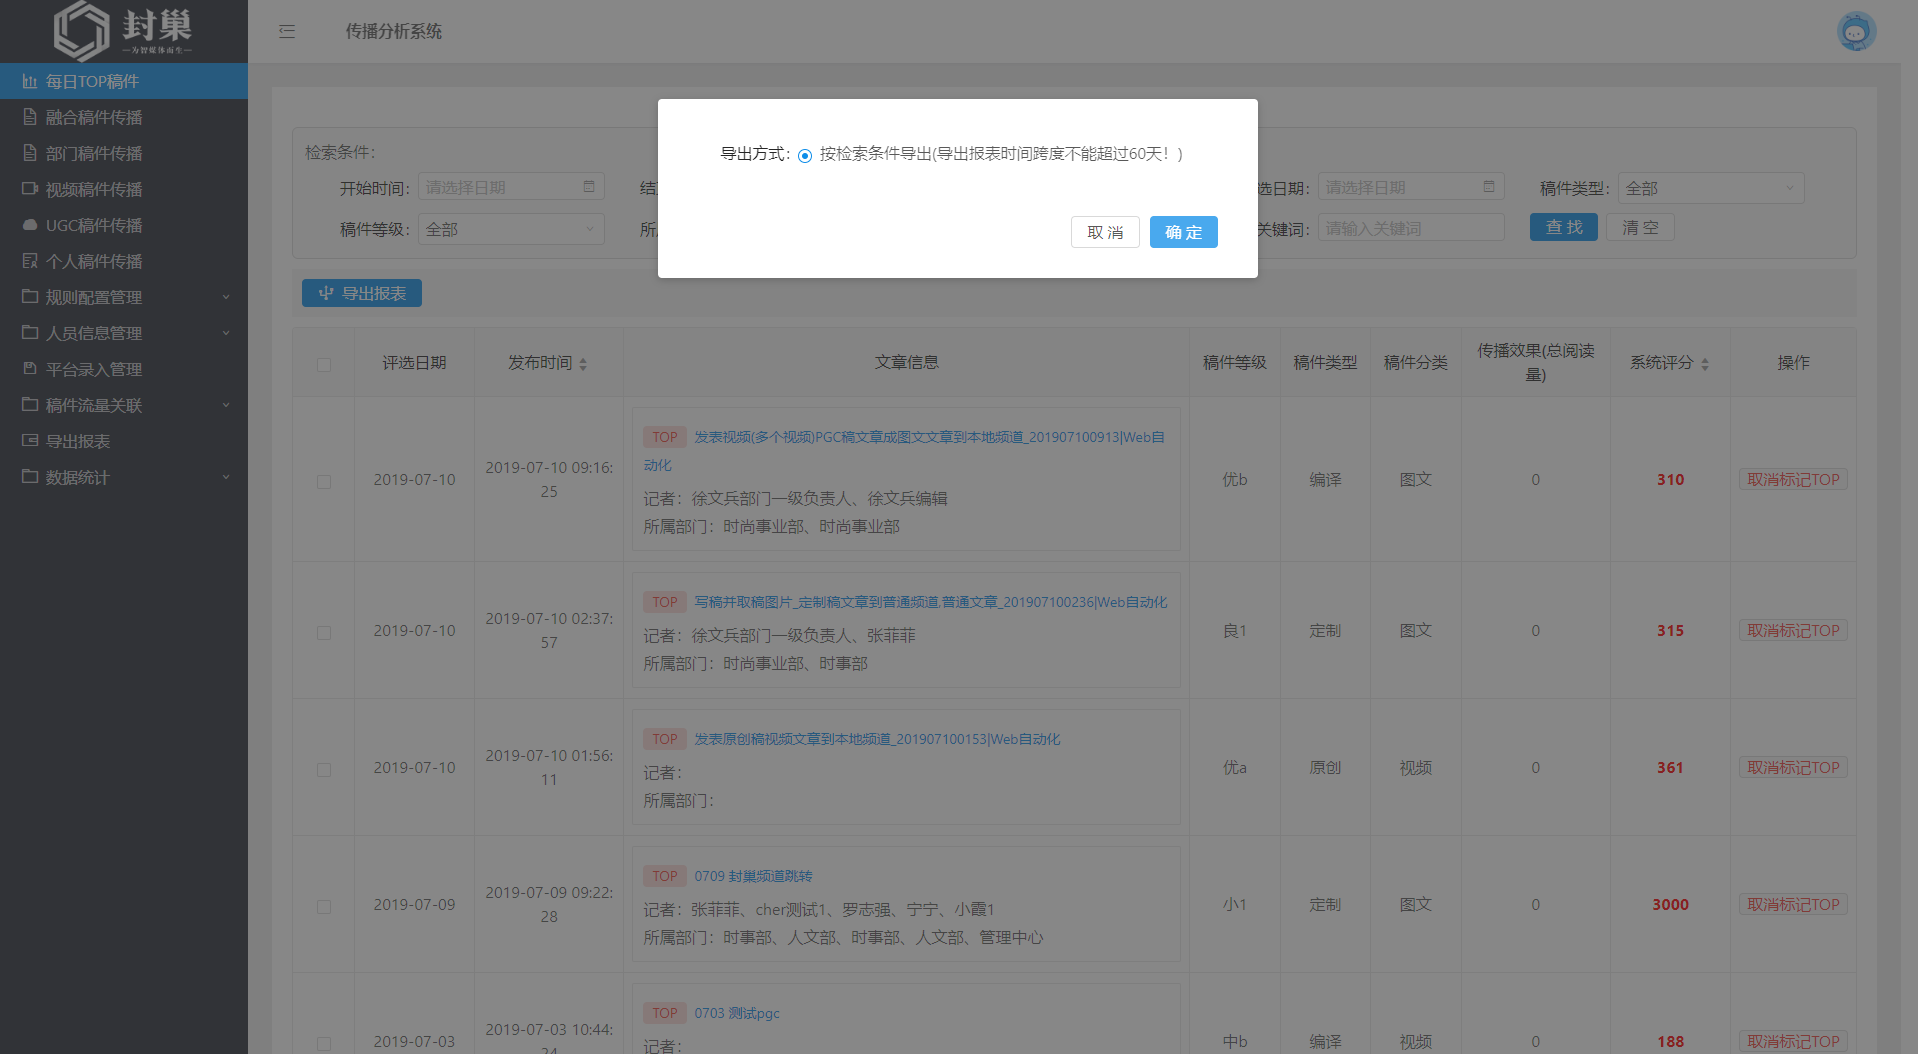 封巢
—为智媒体而生—
传播分析系统
每日TOP稿件
融合稿件传播
部门稿件传播
视频稿件传播
UGC稿件传播
个人稿件传播
规则配置管理
人员信息管理
平台录入管理
稿件流量关联
导出报表
数据统计
导出方式： 按检索条件导出(导出报表时间跨度不能超过60天！)
取 消 确 定
检索条件：
开始时间： 请选择日期 结 选日期： 请选择日期 稿件类型： 全部
稿件等级： 全部 所 关键词： 请输入关键词 查 找 清 空
导出报表
评选日期 发布时间 文章信息 稿件等级 稿件类型 稿件分类 传播效果(总阅读 系统评分 操作
量)
TOP 发表视频(多个视频)PGC稿文章成图文文章到本地频道_201907100913|Web自
动化
2019-07-10 2019-07-10 09:16: 优b 编译 图文 0 310 取消标记TOP
25
记者：徐文兵部门一级负责人、徐文兵编辑
所属部门：时尚事业部、时尚事业部
TOP 写稿并取稿图片_定制稿文章到普通频道,普通文章_201907100236|Web自动化
2019-07-10 2019-07-10 02:37: 良1 定制 图文 0 315 取消标记TOP
57
记者：徐文兵部门一级负责人、张菲菲
所属部门：时尚事业部、时事部
TOP 发表原创稿视频文章到本地频道_201907100153|Web自动化
2019-07-10 2019-07-10 01:56: 优a 原创 视频 0 361 取消标记TOP
11
记者：
所属部门：
TOP 0709 封巢频道跳转
2019-07-09 2019-07-09 09:22: 小1 定制 图文 0 3000 取消标记TOP
28
记者：张菲菲、cher测试1、罗志强、宁宁、小霞1
所属部门：时事部、人文部、时事部、人文部、管理中心
TOP 0703 测试pgc
2019-07-03 2019-07-03 10:44: 中b 编译 视频 0 188 取消标记TOP
24
记者：